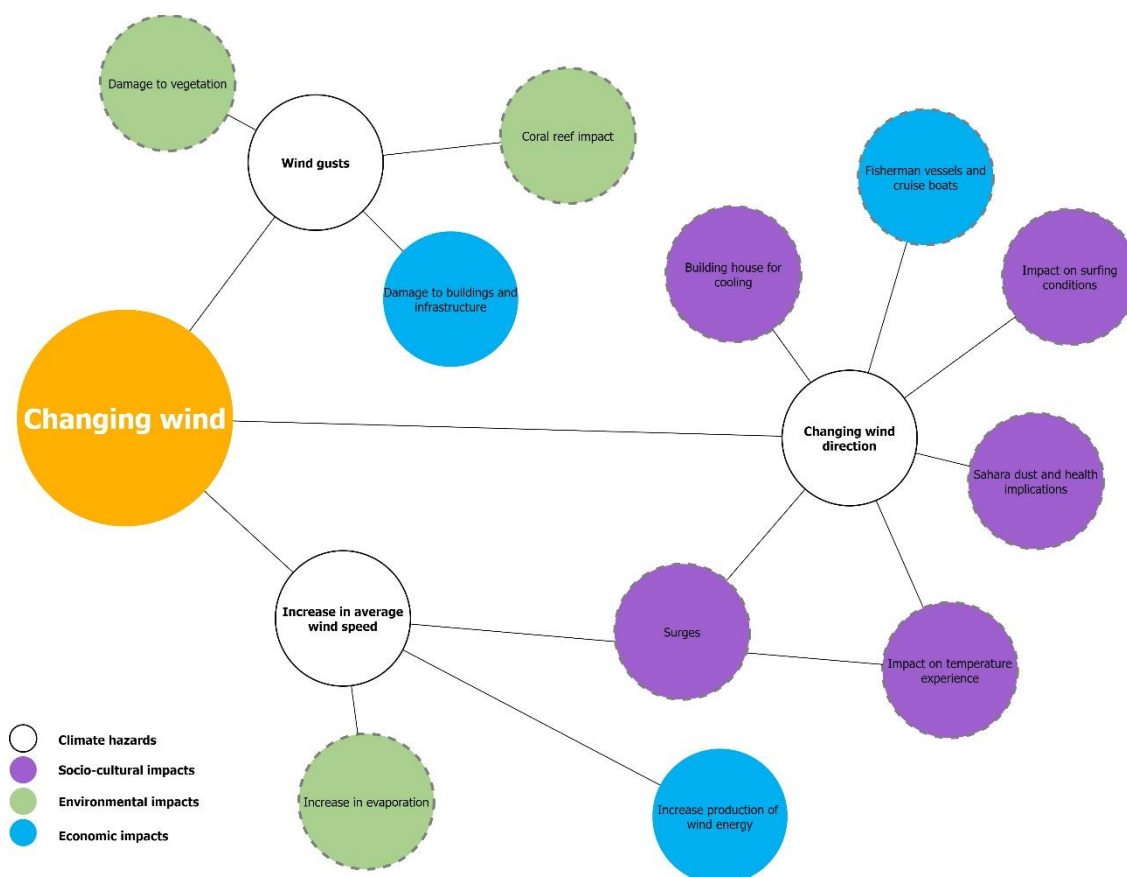 Damage to vegetation
Coral reef impact
Wind gusts
Fisherman vessels and
cruise boats
Building house for
cooling
Impact on surfing
conditions
Damage to buildings and
infrastructure
Changing wind
Changing wind
direction
Sahara dust and health
implications
Increase in average
wind speed
Surges
Impact on temperature
experience
Climate hazards
Socio-cultural impacts
Environmental impacts
Economic impacts
Increase in evaporation
Increase production of
wind energy